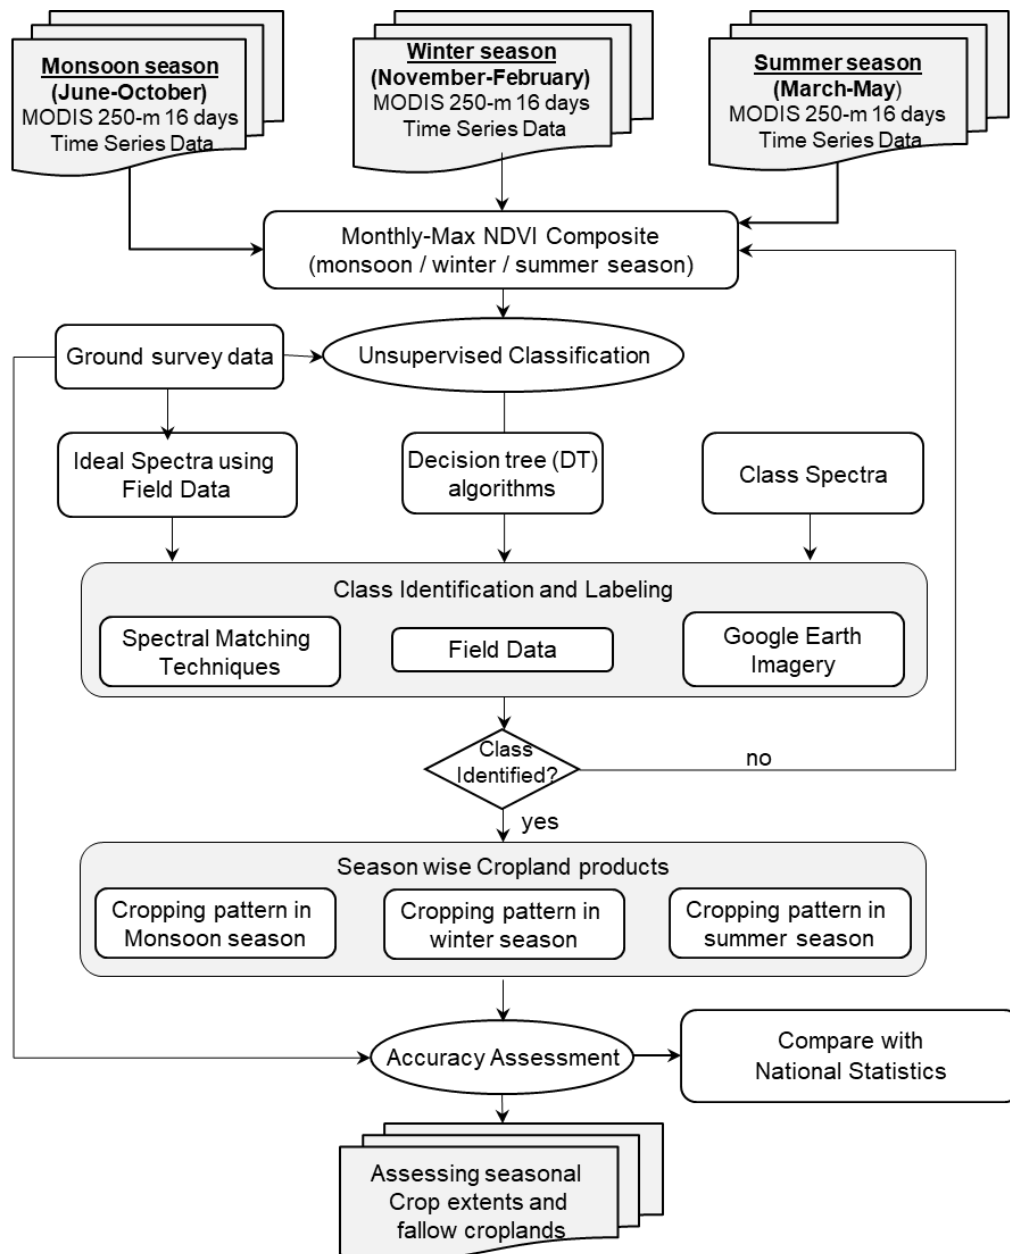 Monsoon season
(June-October)
MODIS 250-m 16 days
Time Series Data
Winter season
(November-February)
MODIS 250-m 16 days
Time Series Data
Summer season
(March-May)
MODIS 250-m 16 days
Time Series Data
Monthly-Max NDVI Composite
(monsoon / winter / summer season)
Ground survey data
Unsupervised Classification
Ideal Spectra using
Field Data
Decision tree (DT)
algorithms
Class Spectra
Class Identification and Labeling
Spectral Matching
Techniques
Field Data
Google Earth
Imagery
Class
Identified?
no
yes
Season wise Cropland products
Cropping pattern in
Monsoon season
Cropping pattern in
winter season
Cropping pattern in
summer season
Accuracy Assessment
Compare with
National Statistics
Assessing seasonal
Crop extents and
fallow croplands